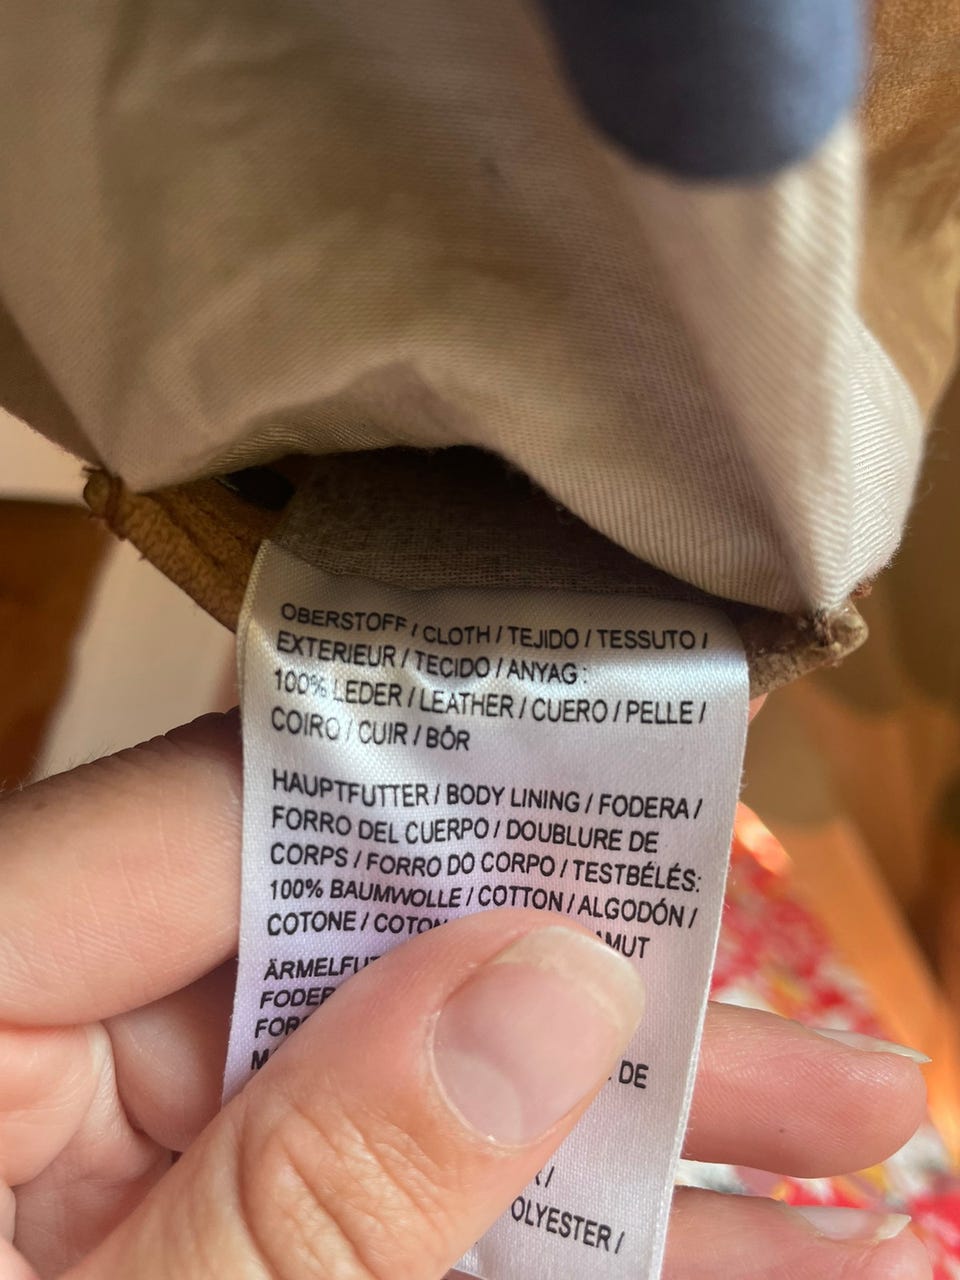 OBERSTOFF / CLOTH / TEJIDO / TESSUTO /
EXTERIEUR / TECIDO / ANYAG :
100% LEDER / LEATHER / CUERO / PELLE /
COIRO / CUIR / BŐR
HAUPTFUTTER / BODY LINING / FODERA /
FORRO DEL CUERPO / DOUBLURE DE
CORPS / FORRO DO CORPO / TESTBÉLÉS:
100% BAUMWOLLE / COTTON / ALGODÓN /
COTONE /
DE